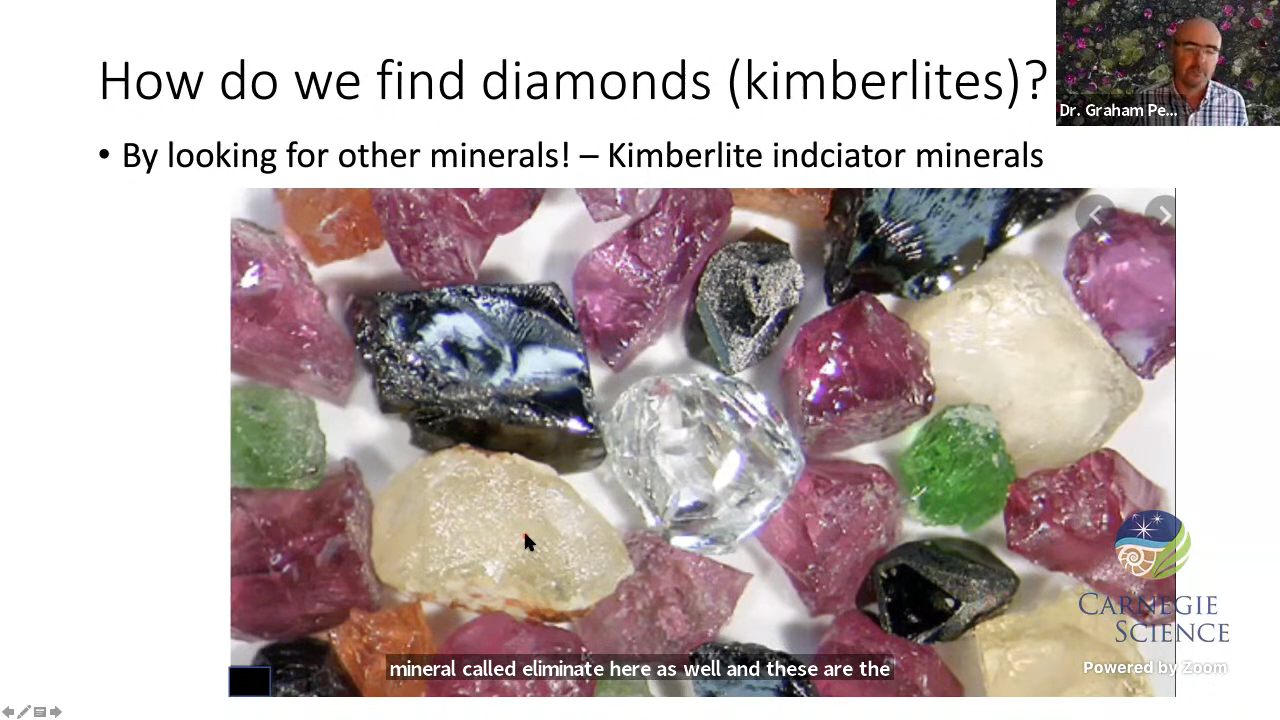 How do we find diamonds (kimberlites)?
Dr. Graham Pe...
• By looking for other minerals! – Kimberlite indciator minerals
CARNEGIE
SCIENCE
mineral called eliminate here as well and these are the
Powered by Zoom